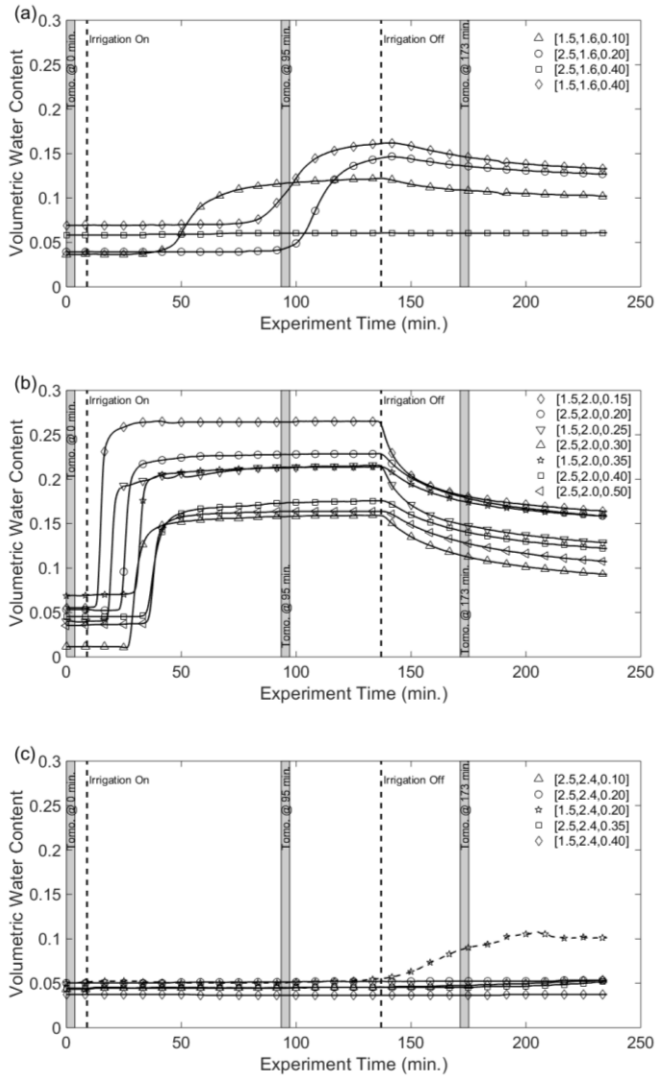 (a)
0.3
0.25
0.2
0.15
0.1
0.05
0
Volumetric Water Content
Tomo. @ 0 min.
Irrigation On
Tomo. @ 95 min.
Irrigation Off
Tomo. @ 173 min.
[1.5,1.6,0.10]
[2.5,1.6,0.20]
[2.5,1.6,0.40]
[1.5,1.6,0.40]
0 50 100 150 200 250
Experiment Time (min.)
(b)
0.3
0.25
0.2
0.15
0.1
0.05
0
Volumetric Water Content
Tomo. @ 0 min.
Irrigation On
Tomo. @ 95 min.
Irrigation Off
Tomo. @ 173 min.
[1.5,2.0,0.15]
[2.5,2.0,0.20]
[1.5,2.0,0.25]
[2.5,2.0,0.30]
[1.5,2.0,0.35]
[2.5,2.0,0.40]
[2.5,2.0,0.50]
0 50 100 150 200 250
Experiment Time (min.)
(c)
0.3
0.25
0.2
0.15
0.1
0.05
0
Volumetric Water Content
Tomo. @ 0 min.
Irrigation On
Tomo. @ 95 min.
Irrigation Off
Tomo. @ 173 min.
[2.5,2.4,0.10]
[2.5,2.4,0.20]
[1.5,2.4,0.20]
[2.5,2.4,0.35]
[1.5,2.4,0.40]
0 50 100 150 200 250
Experiment Time (min.)